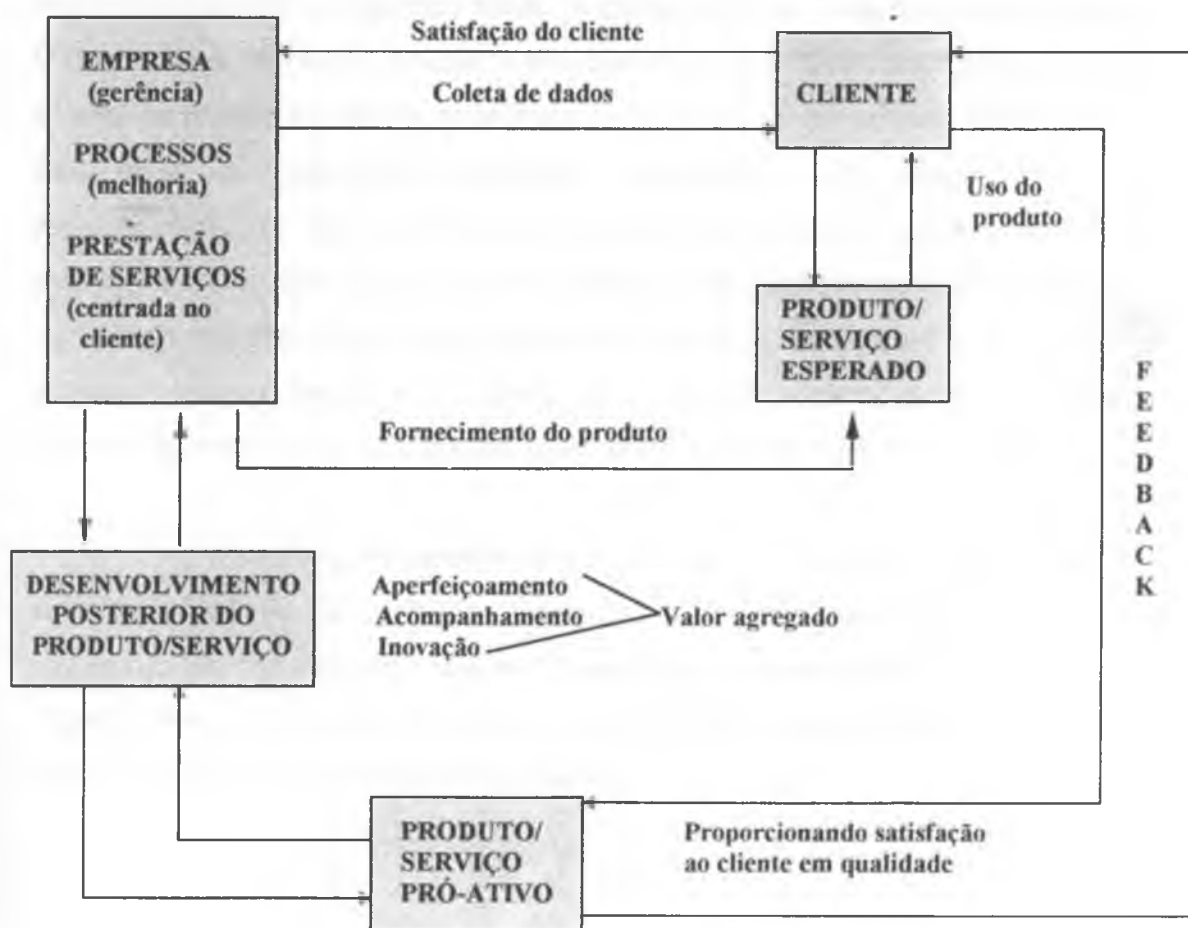 Satisfação do cliente
EMPRESA
(gerência)
PROCESSOS
(melhoria)
PRESTAÇÃO
DE SERVIÇOS
(centrada no
cliente)
Coleta de dados
CLIENTE
Uso do
produto
PRODUTO/
SERVIÇO
ESPERADO
Fornecimento do produto
F
E
E
D
B
A
C
K
DESENVOLVIMENTO
POSTERIOR DO
PRODUTO/SERVIÇO
Aperfeiçoamento
Acompanhamento
Inovação
Valor agregado
PRODUTO/
SERVIÇO
PRÓ-ATIVO
Proporcionando satisfação
ao cliente em qualidade